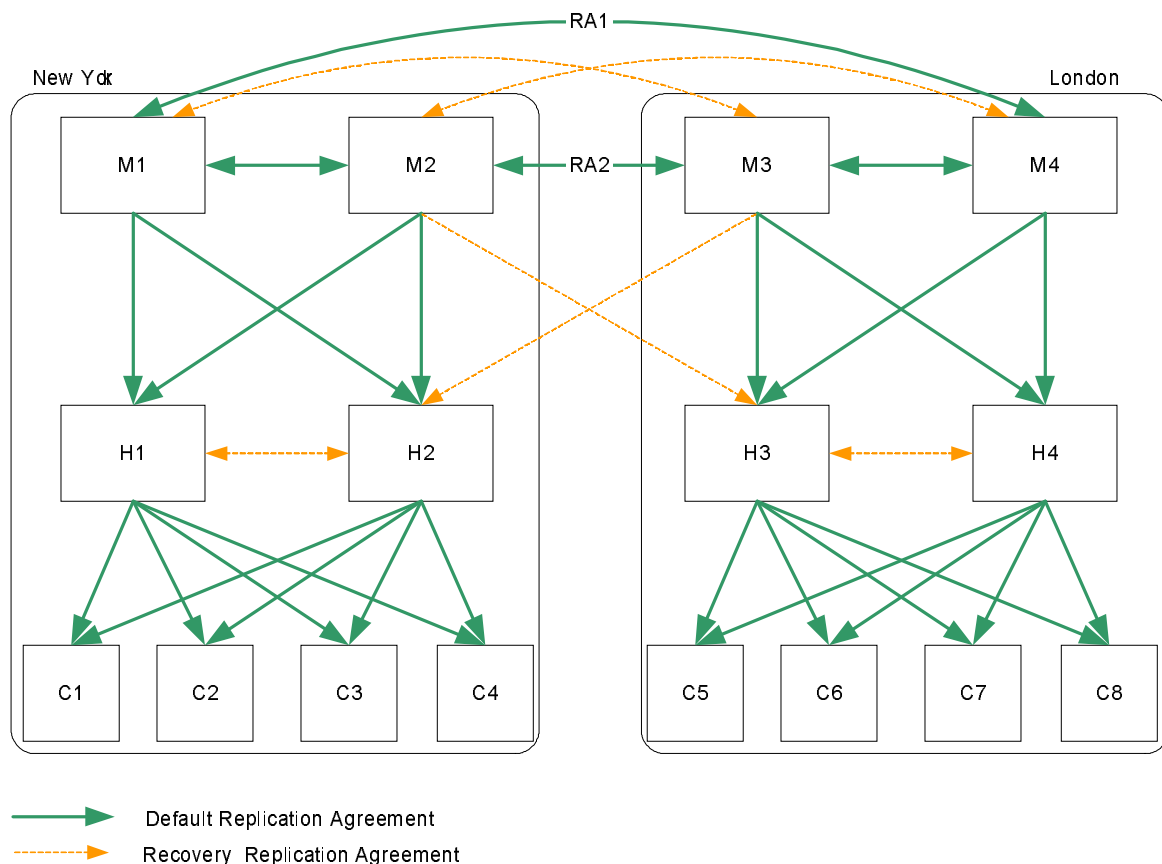 RA1
New York
London
M1
M2
RA2
M3
M4
H1
H2
H3
H4
C1
C2
C3
C4
C5
C6
C7
C8
Default Replication Agreement
Recovery Replication Agreement